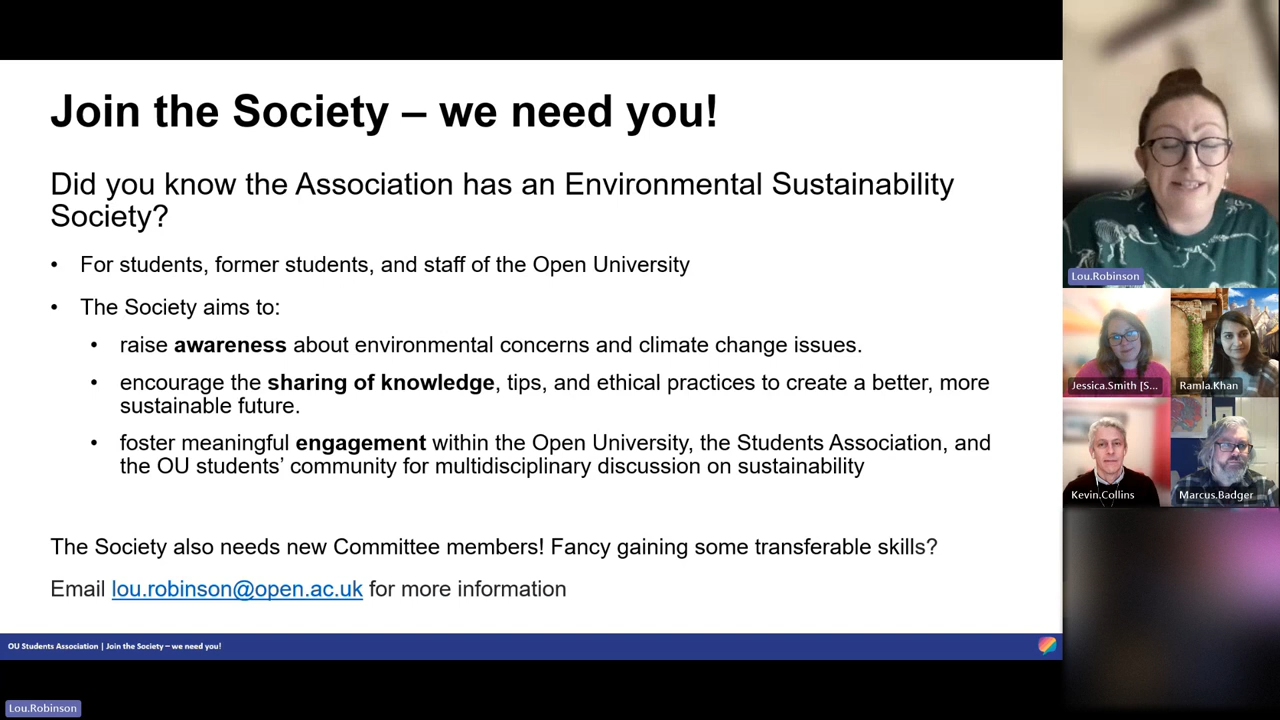 Join the Society – we need you!
Did you know the Association has an Environmental Sustainability
Society?
• For students, former students, and staff of the Open University
• The Society aims to:
• raise awareness about environmental concerns and climate change issues.
• encourage the sharing of knowledge, tips, and ethical practices to create a better, more
sustainable future.
• foster meaningful engagement within the Open University, the Students Association, and
the OU students’ community for multidisciplinary discussion on sustainability
The Society also needs new Committee members! Fancy gaining some transferable skills?
Email lou.robinson@open.ac.uk for more information
OU Students Association | Join the Society – we need you!
Lou.Robinson
Lou.Robinson
Jessica.Smith [S...
Ramla.Khan
Kevin.Collins
Marcus.Badger